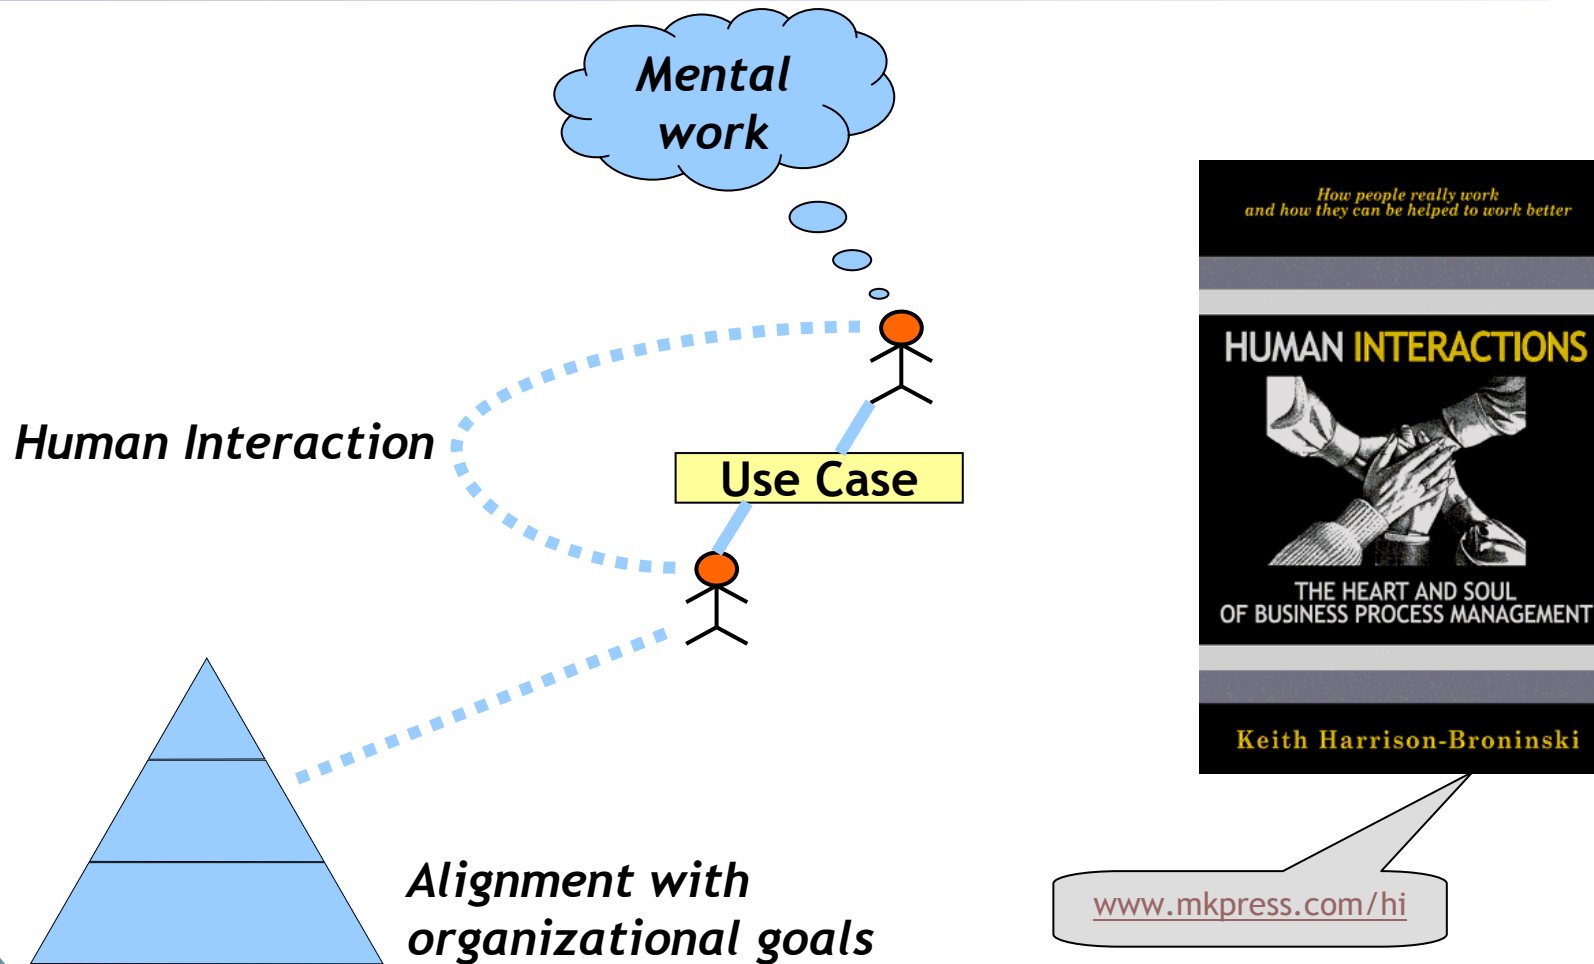 Mental
work
How people really work
and how they can be helped to work better
HUMAN INTERACTIONS
Human Interaction
Use Case
THE HEART AND SOUL
OF BUSINESS PROCESS MANAGEMENT
Keith Harrison-Broninski
Alignment with
organizational goals
www.mkpress.com/hi